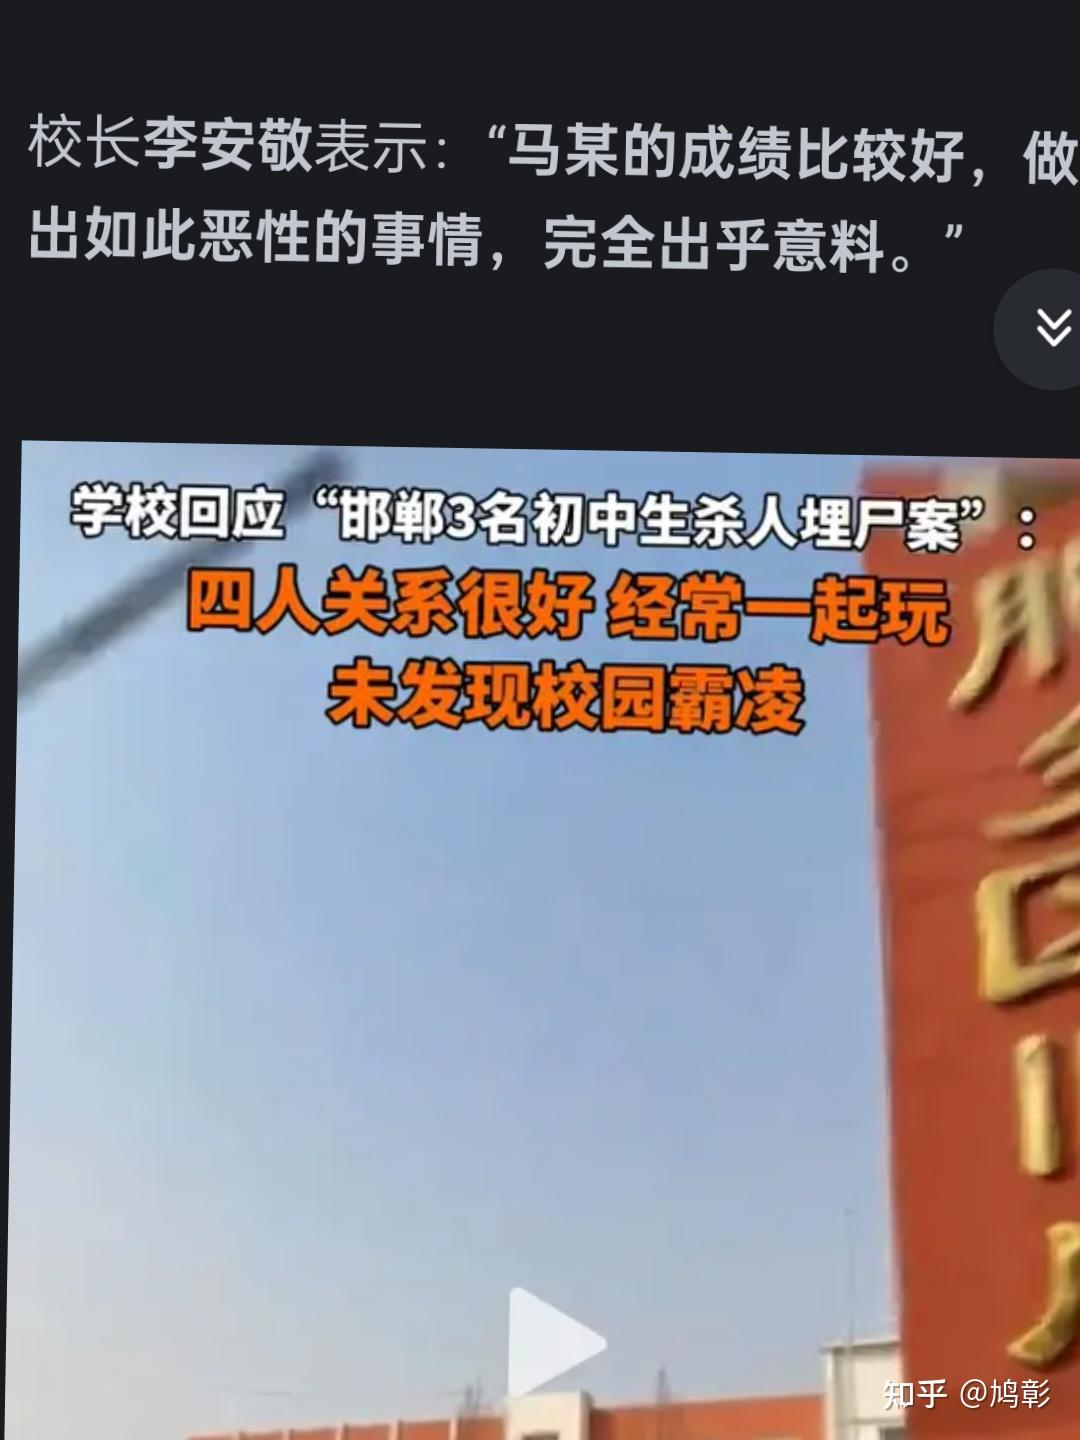 校长李安敬表示：“马某的成绩比较好，做
出如此恶性的事情，完全出乎意料。”
学校回应“邯郸3名初中生杀人埋尸案”：
四人关系很好 经常一起玩
未发现校园霸凌
知乎 @鸠彰